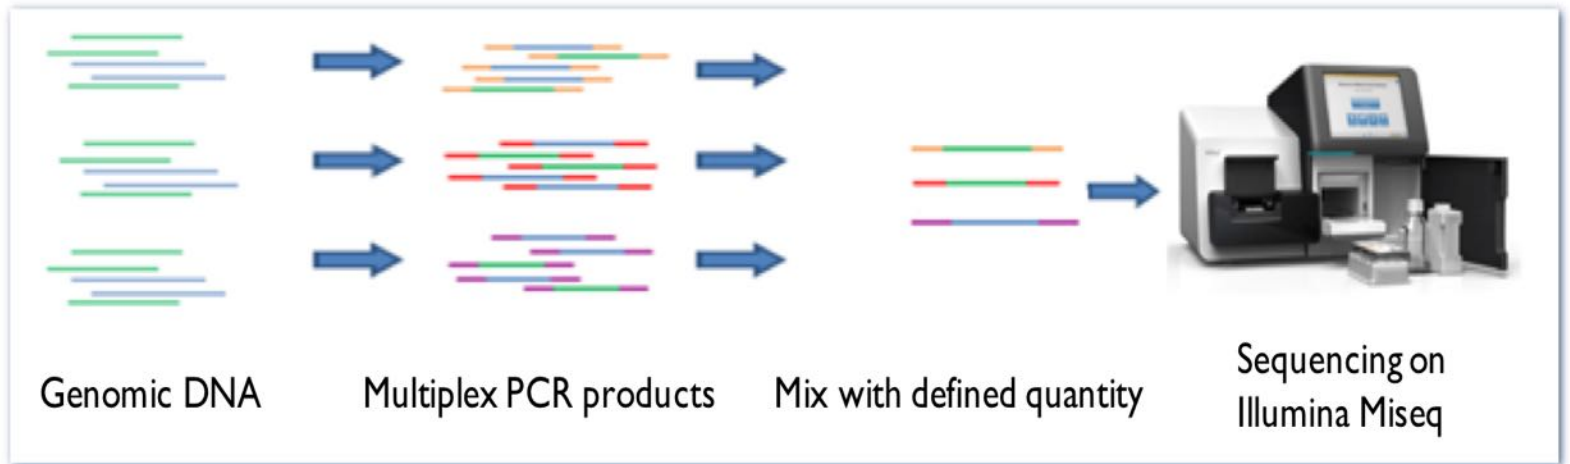 Genomic DNA
Multiplex PCR products
Mix with defined quantity
Sequencing on
Illumina Miseq